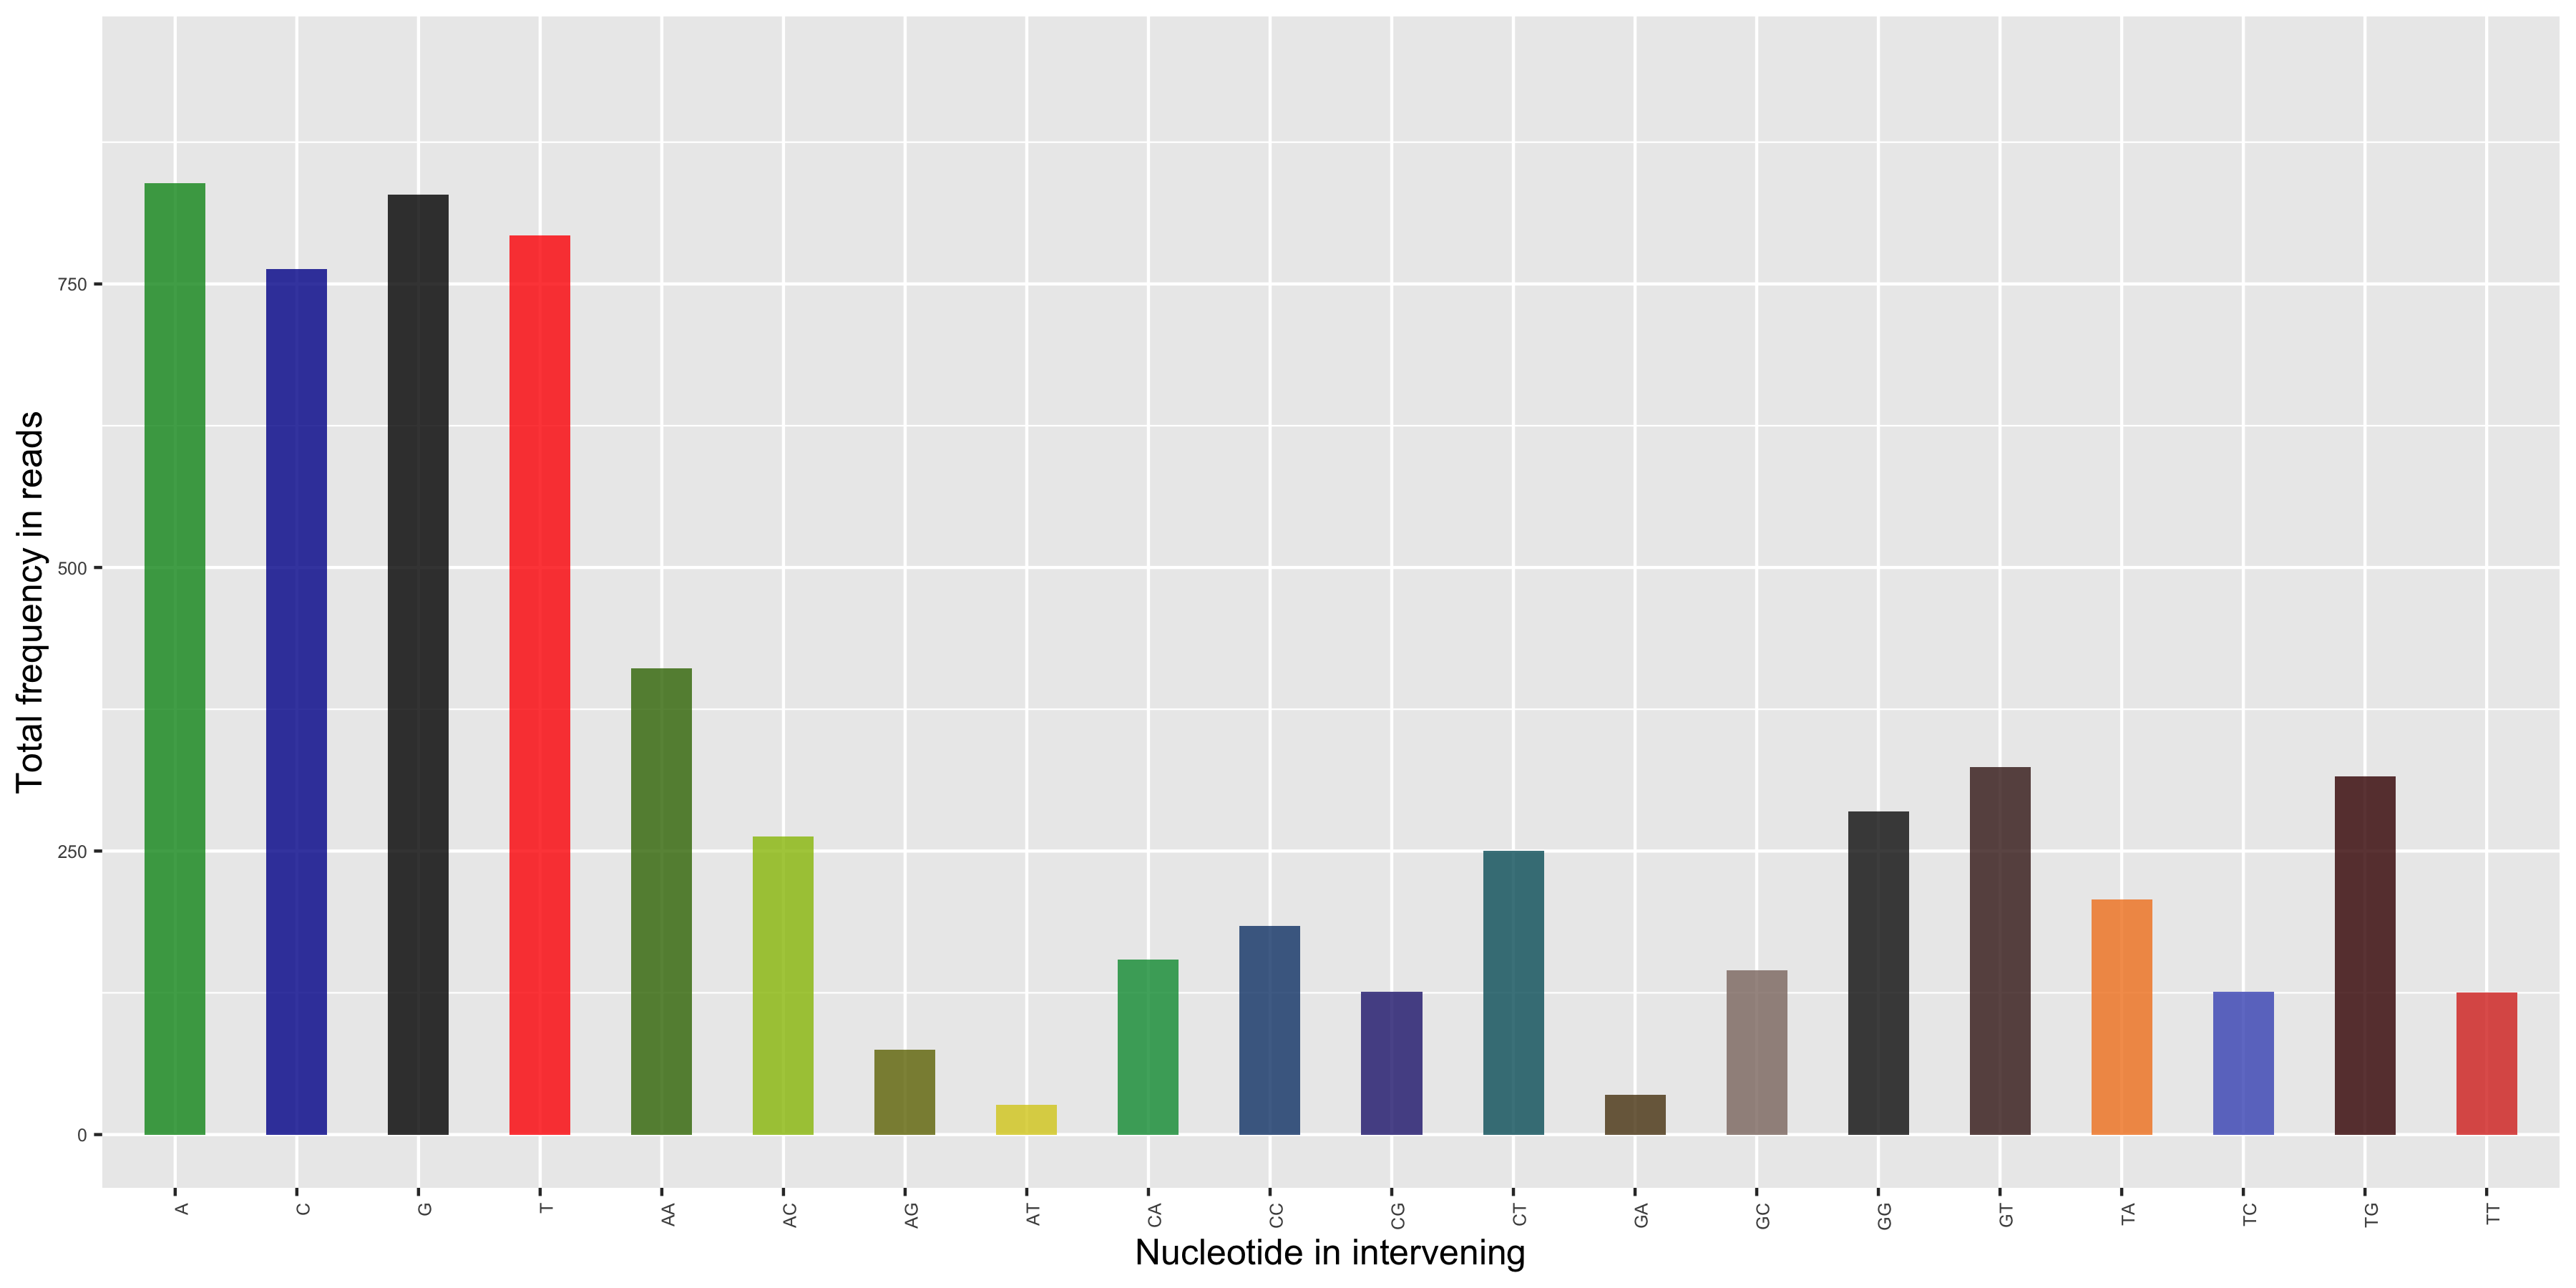 Total frequency in reads
750
500
250
0
A C G T AA AC AG AT CA CC CG CT GA GC GG GT TA TC TG TT
Nucleotide in intervening